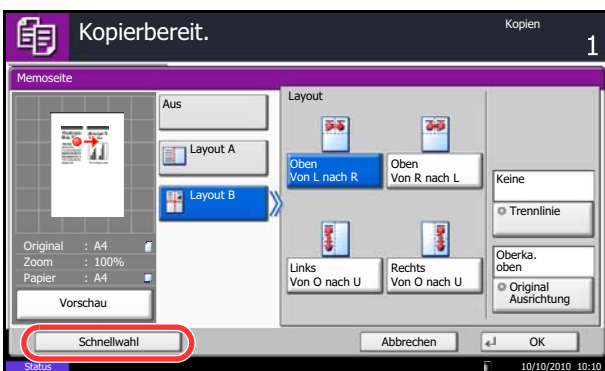 Kopierbereit.
Kopien
1
Memoseite
Aus
Layout A
Layout B
Layout
Oben
Von L nach R
Oben
Von R nach L
Links
Von O nach U
Rechts
Von O nach U
Keine
Trennlinie
Oberka.
oben
Original
Ausrichtung
Original : A4
Zoom : 100%
Papier : A4
Vorschau
Schnellwahl
Abbrechen
OK
Status
10/10/2010 10:10